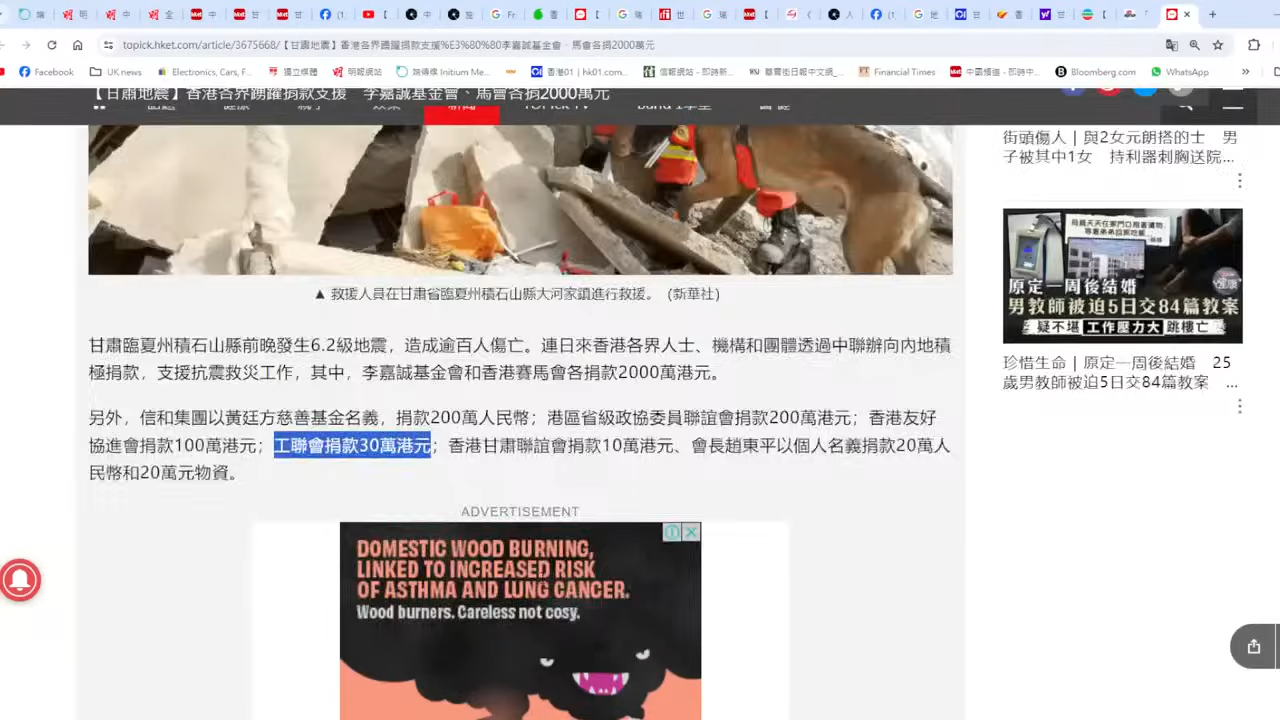 明
全
世
人
topick.hket.com/article/3675668/【甘肅地震】香港各界踴躍捐款支援%E3%80%80李嘉誠基金會、馬會各捐2000萬元
Facebook
UK news
Electronics, Cars, F...
獨立媒體
明報網站
端傳媒 Initium Me...
香港01 | hk01.com...
信報網站 - 即時新...
華爾街日報中文網_...
Financial Times
中國頻道 - 即時中...
Bloomberg.com
WhatsApp
»
【甘肅地震】香港各界踴躍捐款支援 李嘉誠基金會、馬會各捐2000萬元
新聞
TOPick TV
▲ 救援人員在甘肅省臨夏州積石山縣大河家鎮進行救援。 (新華社)
甘肅臨夏州積石山縣前晚發生6.2級地震，造成逾百人傷亡。連日來香港各界人士、機構和團體透過中聯辦向內地積
極捐款，支援抗震救災工作，其中，李嘉誠基金會和香港賽馬會各捐款2000萬港元。
另外，信和集團以黃廷方慈善基金名義，捐款200萬人民幣；港區省級政協委員聯誼會捐款200萬港元；香港友好
協進會捐款100萬港元；工聯會捐款30萬港元；香港甘肅聯誼會捐款10萬港元、會長趙東平以個人名義捐款20萬人
民幣和20萬元物資。
ADVERTISEMENT
DOMESTIC WOOD BURNING,
LINKED TO INCREASED RISK
OF ASTHMA AND LUNG CANCER.
Wood burners. Careless not cosy.
街頭傷人｜與2女元朗搭的士 男
子被其中1女 持利器刺胸送院...
原定一周後結婚
男教師被迫5日交84篇教案
疑不堪 工作壓力大 跳樓亡
珍惜生命｜原定一周後結婚 25
歲男教師被迫5日交84篇教案 ...